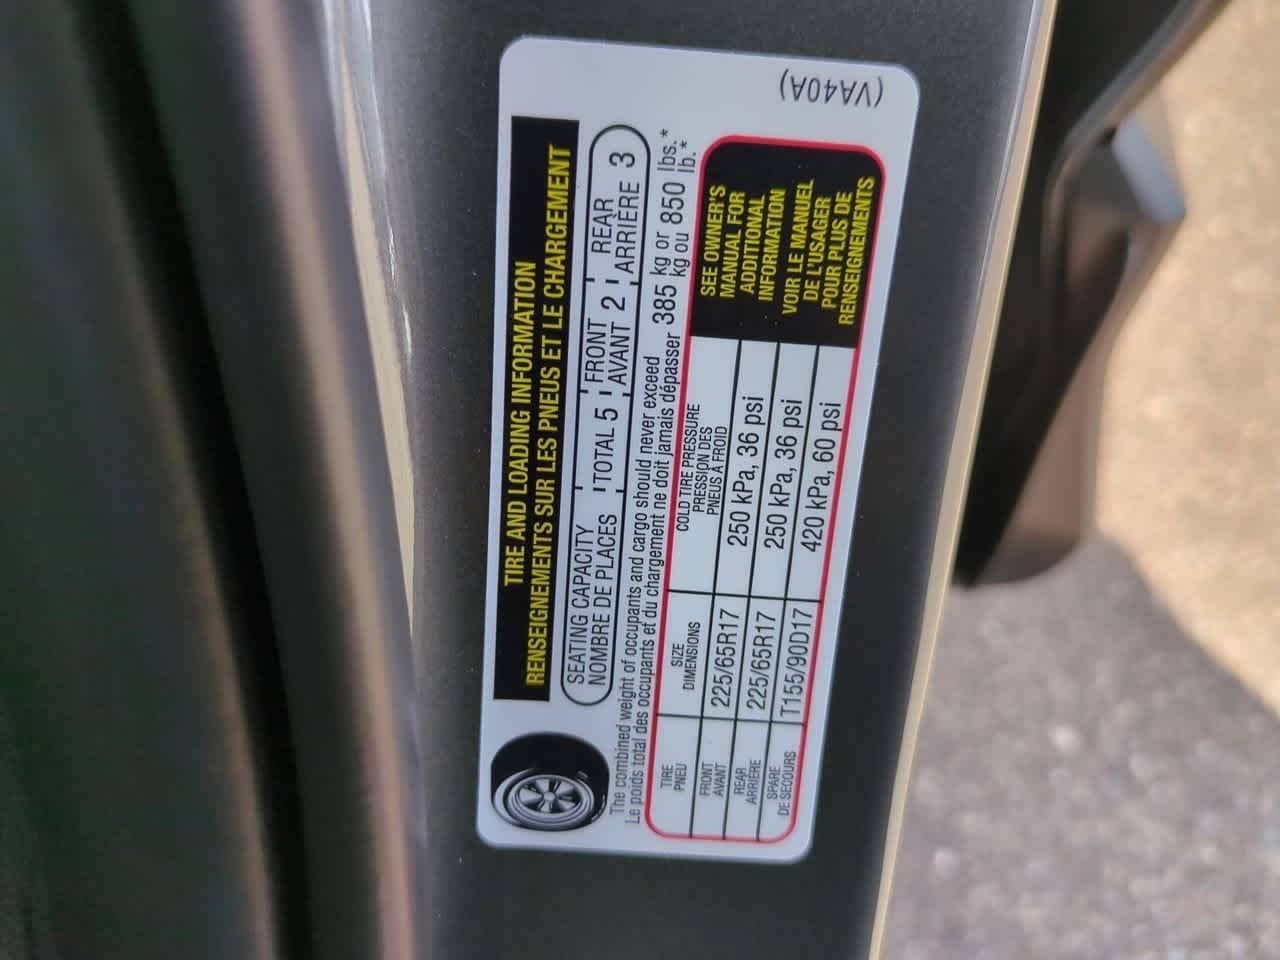 TIRE AND LOADING INFORMATION
RENSEIGNEMENTS SUR LES PNEUS ET LE CHARGEMENT
SEATING CAPACITY
NOMBRE DE PLACES
TOTAL 5
FRONT
AVANT 2
REAR
ARRIÈRE 3
The combined weight of occupants and cargo should never exceed
Le poids total des occupants et du chargement ne doit jamais dépasser
385 kg or 850 lbs.*
kg ou lb.*
TIRE
PNEU
SIZE
DIMENSIONS
COLD TIRE PRESSURE
PRESSION DES
PNEUS À FROID
FRONT
AVANT
225/65R17
250 kPa, 36 psi
REAR
ARRIÈRE
225/65R17
250 kPa, 36 psi
SPARE
DE SECOURS
T155/90D17
420 kPa, 60 psi
SEE OWNER'S
MANUAL FOR
ADDITIONAL
INFORMATION
VOIR LE MANUEL
DE L'USAGER
POUR PLUS DE
RENSEIGNEMENTS
(VA40A)